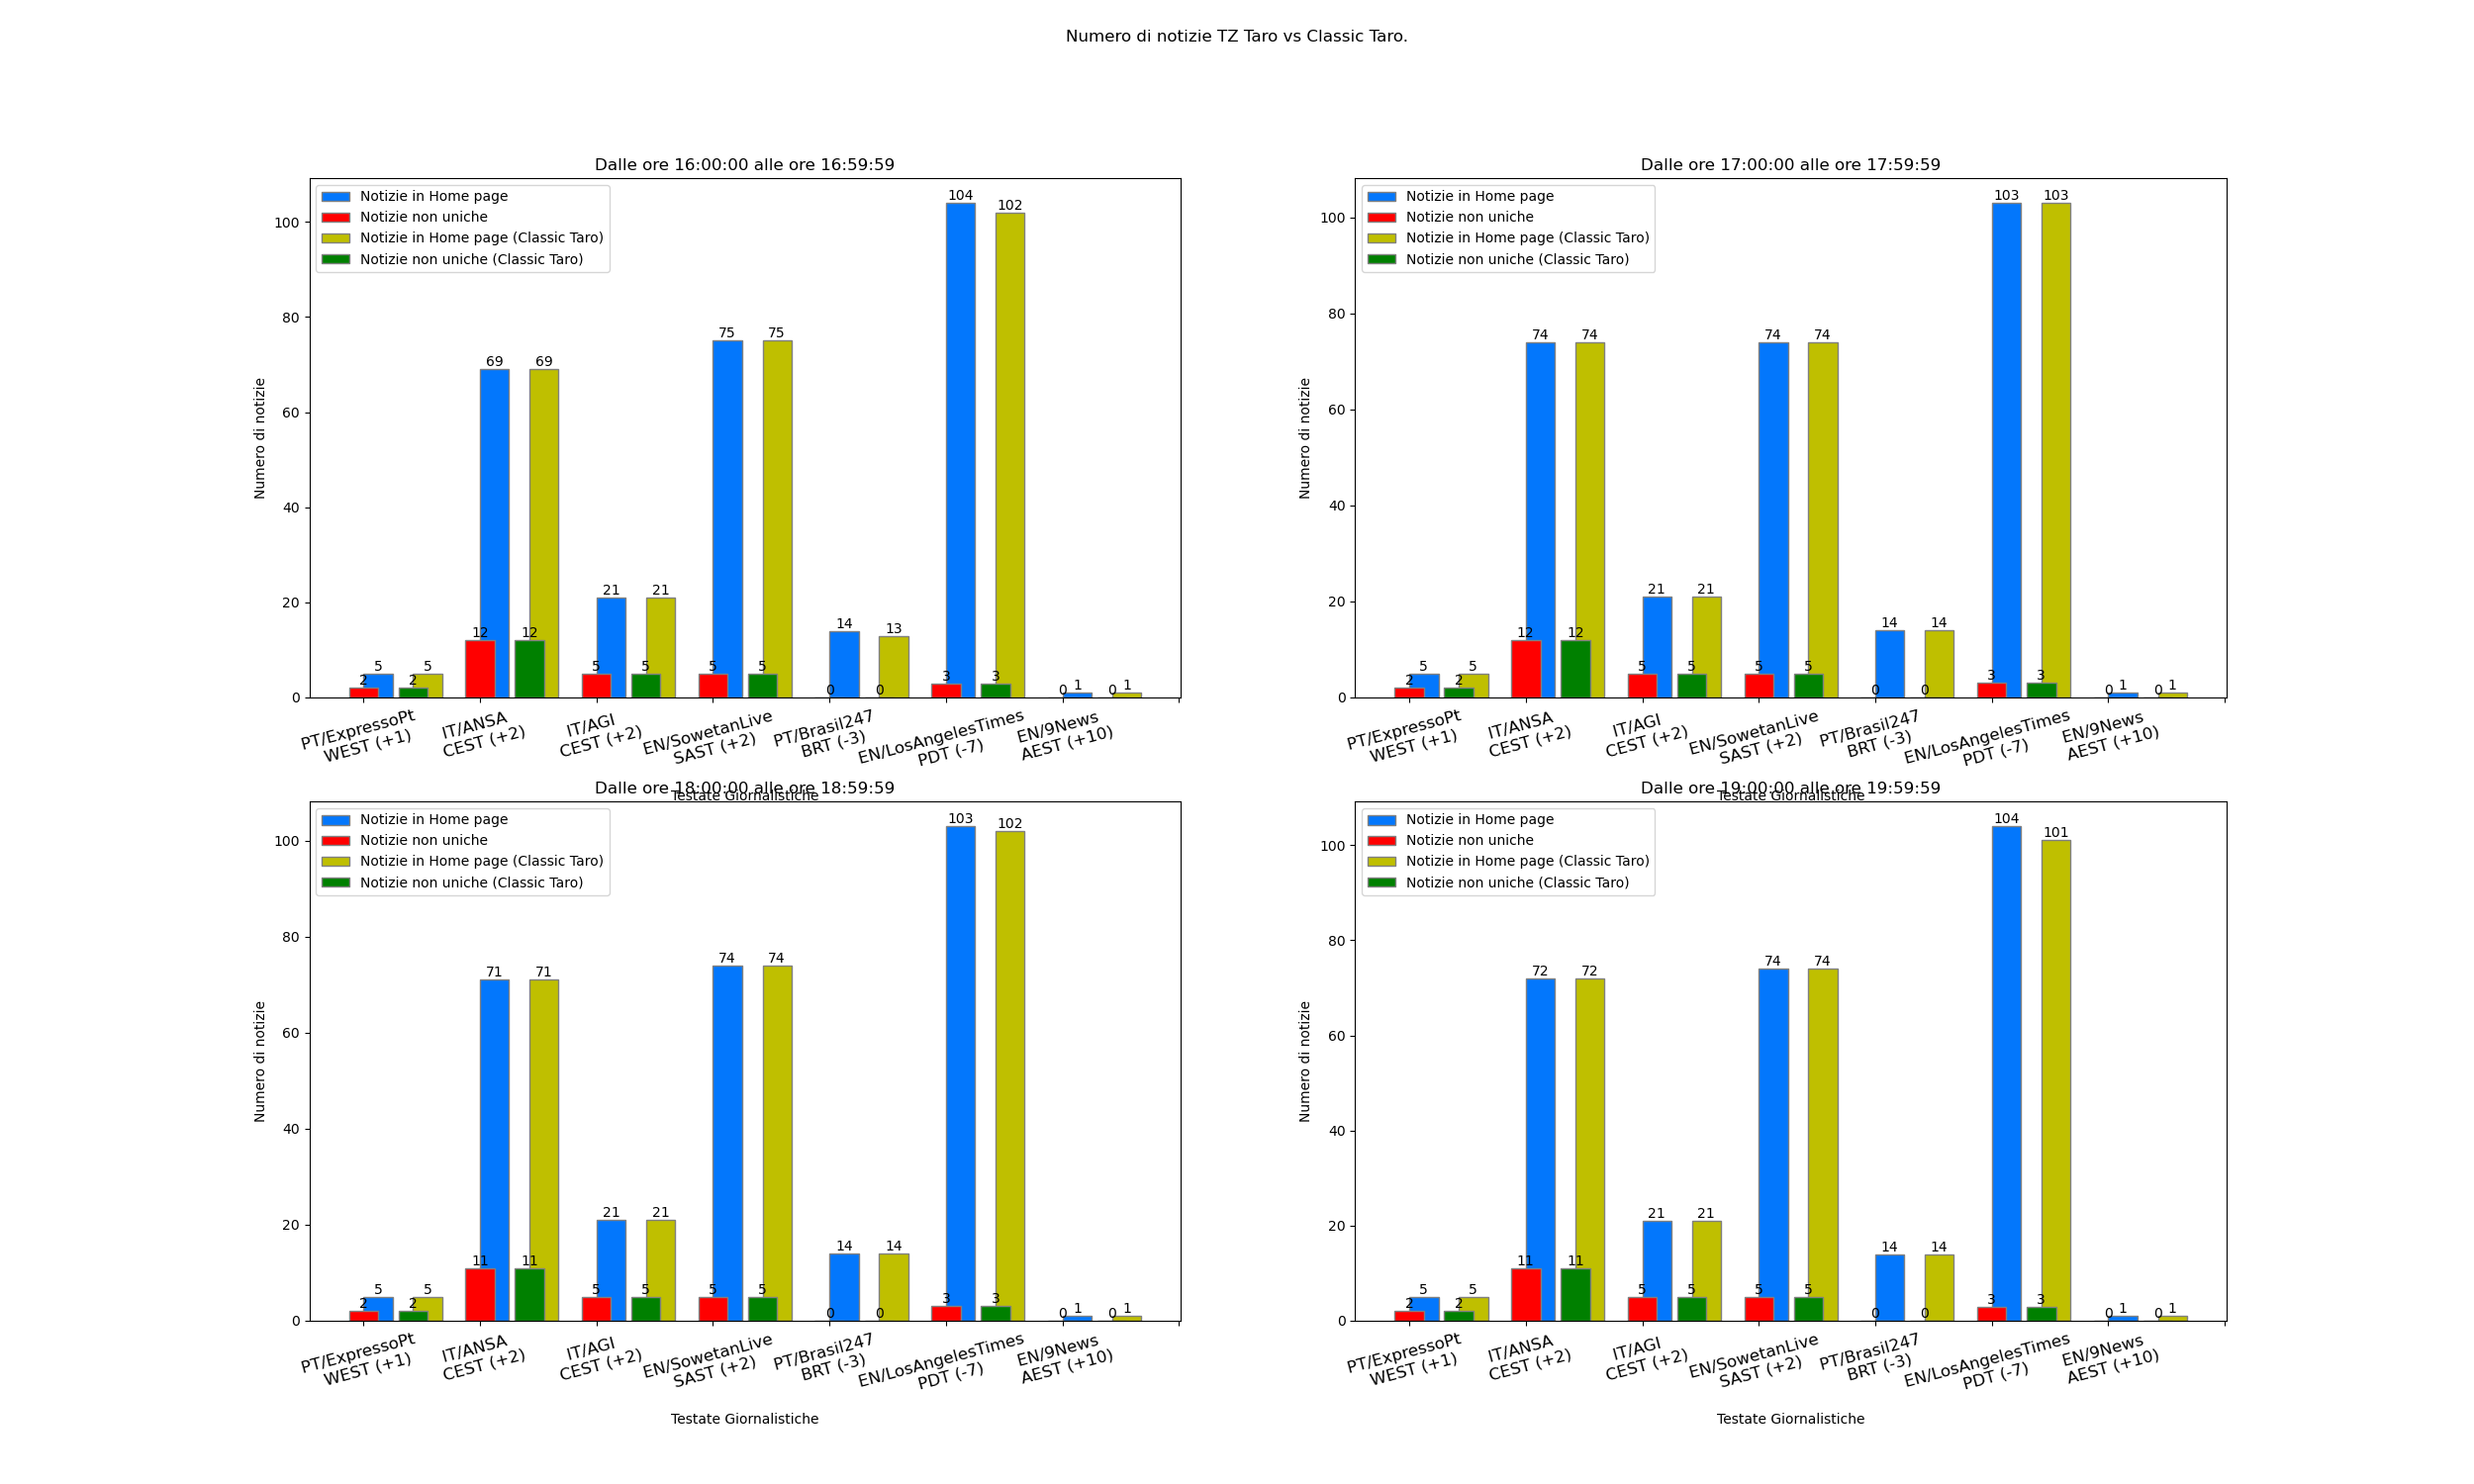 Numero di notizie TZ Taro vs Classic Taro.
Dalle ore 16:00:00 alle ore 16:59:59
Notizie in Home page
Notizie non uniche
Notizie in Home page (Classic Taro)
Notizie non uniche (Classic Taro)
Numero di notizie
100
80
60
40
20
0
2 5 2 5
12 69 12 69
5 21 5 21
5 75 5 75
0 14 0 13
3 104 3 102
0 1 0 1
PT/ExpressoPt
WEST (+1)
IT/ANSA
CEST (+2)
IT/AGI
CEST (+2)
EN/SowetanLive
SAST (+2)
PT/Brasil247
BRT (-3)
EN/LosAngelesTimes
PDT (-7)
EN/9News
AEST (+10)
Testate Giornalistiche
Dalle ore 17:00:00 alle ore 17:59:59
Notizie in Home page
Notizie non uniche
Notizie in Home page (Classic Taro)
Notizie non uniche (Classic Taro)
Numero di notizie
100
80
60
40
20
0
2 5 2 5
12 74 12 74
5 21 5 21
5 74 5 74
0 14 0 14
3 103 3 103
0 1 0 1
PT/ExpressoPt
WEST (+1)
IT/ANSA
CEST (+2)
IT/AGI
CEST (+2)
EN/SowetanLive
SAST (+2)
PT/Brasil247
BRT (-3)
EN/LosAngelesTimes
PDT (-7)
EN/9News
AEST (+10)
Testate Giornalistiche
Dalle ore 18:00:00 alle ore 18:59:59
Notizie in Home page
Notizie non uniche
Notizie in Home page (Classic Taro)
Notizie non uniche (Classic Taro)
Numero di notizie
100
80
60
40
20
0
2 5 2 5
11 71 11 71
5 21 5 21
5 74 5 74
0 14 0 14
3 103 3 102
0 1 0 1
PT/ExpressoPt
WEST (+1)
IT/ANSA
CEST (+2)
IT/AGI
CEST (+2)
EN/SowetanLive
SAST (+2)
PT/Brasil247
BRT (-3)
EN/LosAngelesTimes
PDT (-7)
EN/9News
AEST (+10)
Testate Giornalistiche
Dalle ore 19:00:00 alle ore 19:59:59
Notizie in Home page
Notizie non uniche
Notizie in Home page (Classic Taro)
Notizie non uniche (Classic Taro)
Numero di notizie
100
80
60
40
20
0
2 5 2 5
11 72 11 72
5 21 5 21
5 74 5 74
0 14 0 14
3 104 3 101
0 1 0 1
PT/ExpressoPt
WEST (+1)
IT/ANSA
CEST (+2)
IT/AGI
CEST (+2)
EN/SowetanLive
SAST (+2)
PT/Brasil247
BRT (-3)
EN/LosAngelesTimes
PDT (-7)
EN/9News
AEST (+10)
Testate Giornalistiche